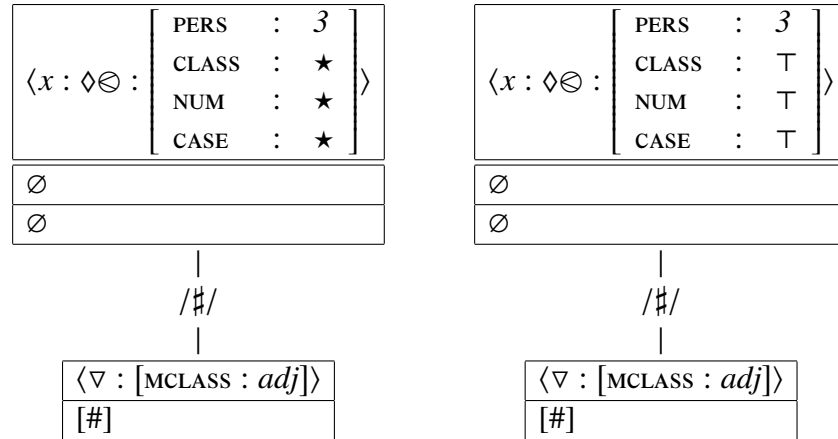 ⟨x : ◊⧀ : [ PERS : 3 ]⟩ ⟨x : ◊⧀ : [ PERS : 3 ]⟩
CLASS : ★ CLASS : ⊤
NUM : ★ NUM : ⊤
CASE : ★ CASE : ⊤
∅ ∅
∅ ∅
/♯/ /♯/
⟨▽ : [MCLASS : adj]⟩ ⟨▽ : [MCLASS : adj]⟩
[#] [#]